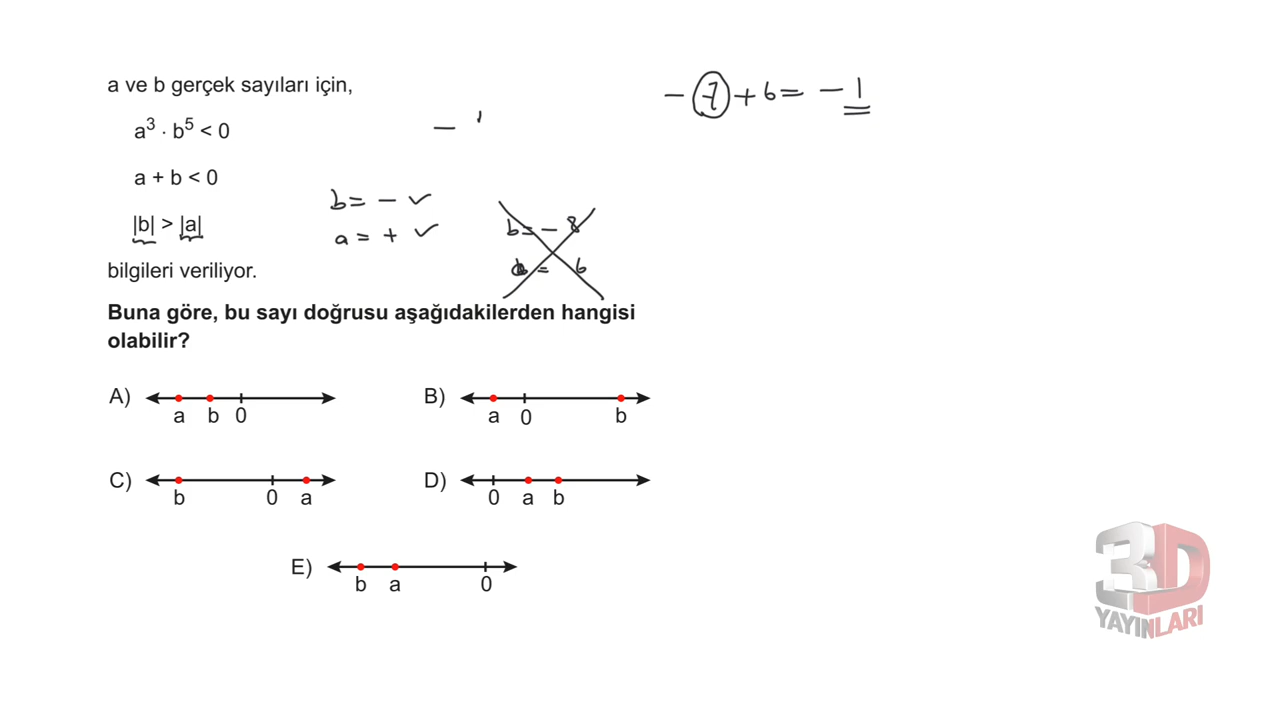 a ve b gerçek sayıları için,
a³ · b⁵ < 0
a + b < 0
|b| > |a|
bilgileri veriliyor.
Buna göre, bu sayı doğrusu aşağıdakilerden hangisi
olabilir?
- 7 + 6 = - 1
b = - ✓
a = + ✓
b = - 8
= 6
A) a b 0
B) a 0 b
C) b 0 a
D) 0 a b
E) b a 0
3D
YAYINLARI